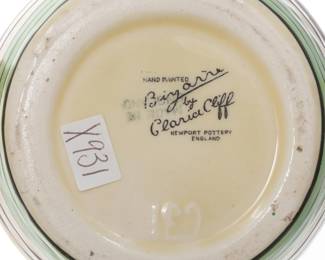 HAND PAINTED
Bizarre
by
Clarice Cliff
NEWPORT POTTERY
ENGLAND
X931